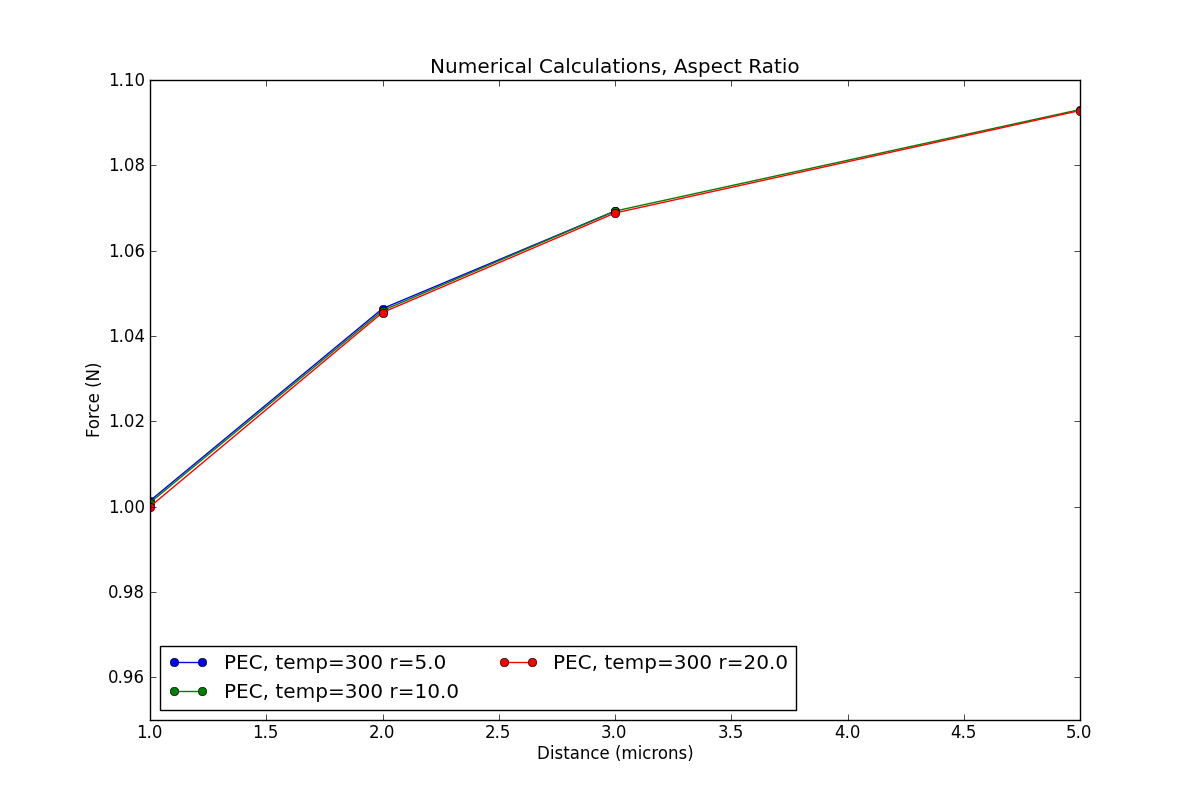 Numerical Calculations, Aspect Ratio
1.10
1.08
1.06
1.04
1.02
1.00
0.98
0.96
Force (N)
PEC, temp=300 r=5.0
PEC, temp=300 r=10.0
PEC, temp=300 r=20.0
1.0 1.5 2.0 2.5 3.0 3.5 4.0 4.5 5.0
Distance (microns)